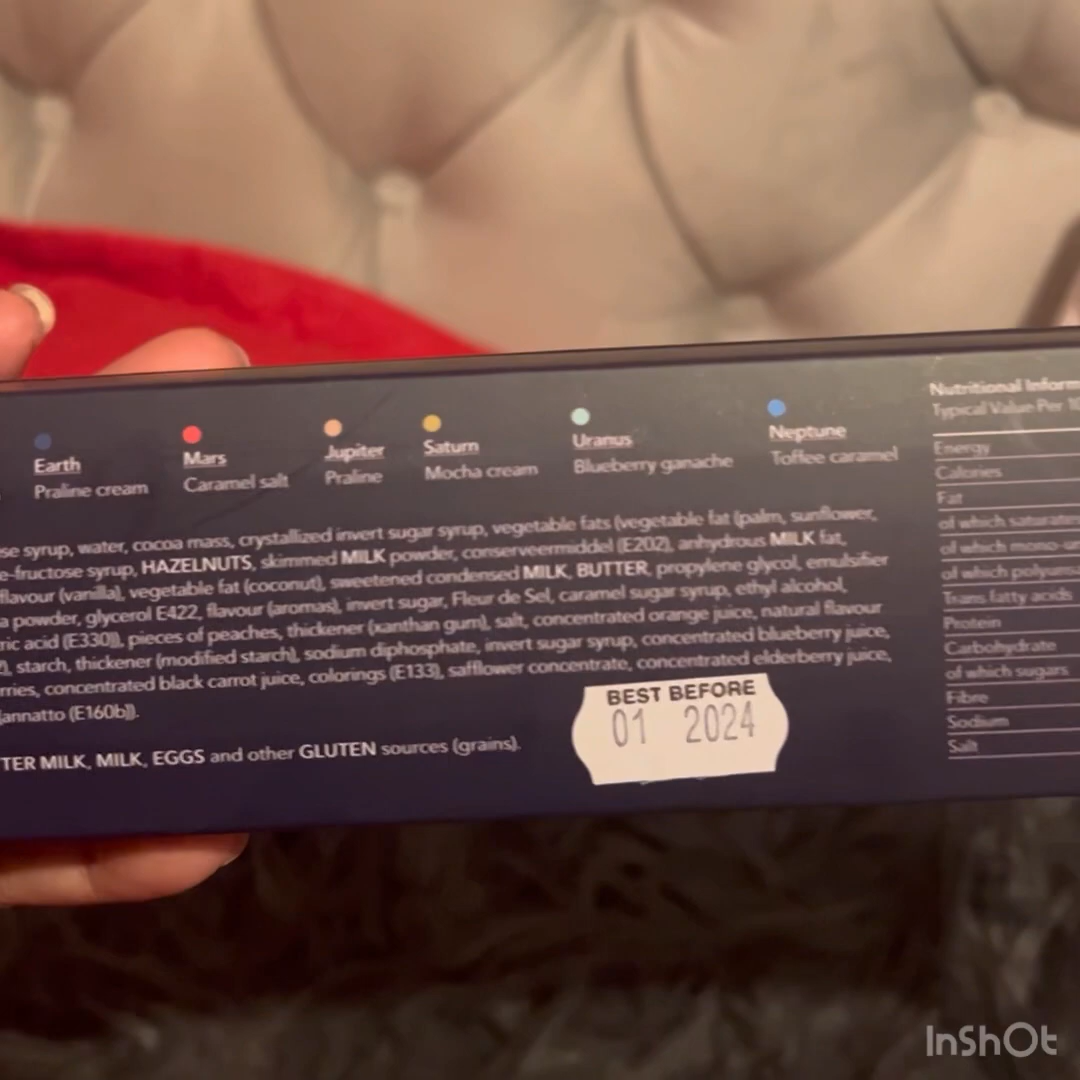 Earth
Praline cream
Mars
Caramel salt
Jupiter
Praline
Saturn
Mocha cream
Uranus
Blueberry ganache
Neptune
Toffee caramel
se syrup, water, cocoa mass, crystallized invert sugar syrup, vegetable fats (vegetable fat (palm, sunflower,
e-fructose syrup, HAZELNUTS, skimmed MILK powder, conserveermiddel (E202), anhydrous MILK fat,
flavour (vanilla), vegetable fat (coconut), sweetened condensed MILK, BUTTER, propylene glycol, emulsifier
a powder, glycerol E422, flavour (aromas), invert sugar, Fleur de Sel, caramel sugar syrup, ethyl alcohol,
ric acid (E330)), pieces of peaches, thickener (xanthan gum), salt, concentrated orange juice, natural flavour
), starch, thickener (modified starch), sodium diphosphate, invert sugar syrup, concentrated blueberry juice,
rries, concentrated black carrot juice, colorings (E133), safflower concentrate, concentrated elderberry juice,
annatto (E160b)).
TER MILK, MILK, EGGS and other GLUTEN sources (grains).
BEST BEFORE
01 2024
Nutritional Inform
Typical Value Per 1
Energy
Calories
Fat
of which saturate
of which mono-un
of which polyuns
Trans fatty acids
Protein
Carbohydrate
of which sugars
Fibre
Sodium
Salt
InShOt